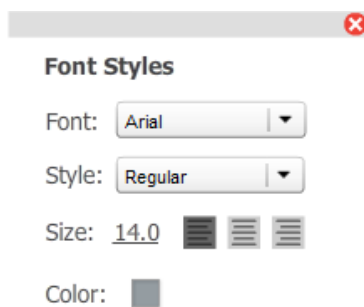 Font Styles
Font: Arial
Style: Regular
Size: 14.0
Color: